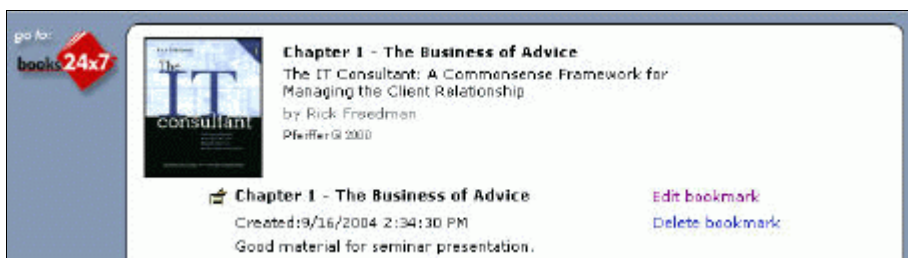 go to:
books24x7
The
IT
consultant
Chapter 1 - The Business of Advice
The IT Consultant: A Commonsense Framework for
Managing the Client Relationship
by Rick Freedman
Pfeiffer © 2000
Chapter 1 - The Business of Advice
Edit bookmark
Created:9/16/2004 2:34:30 PM
Delete bookmark
Good material for seminar presentation.